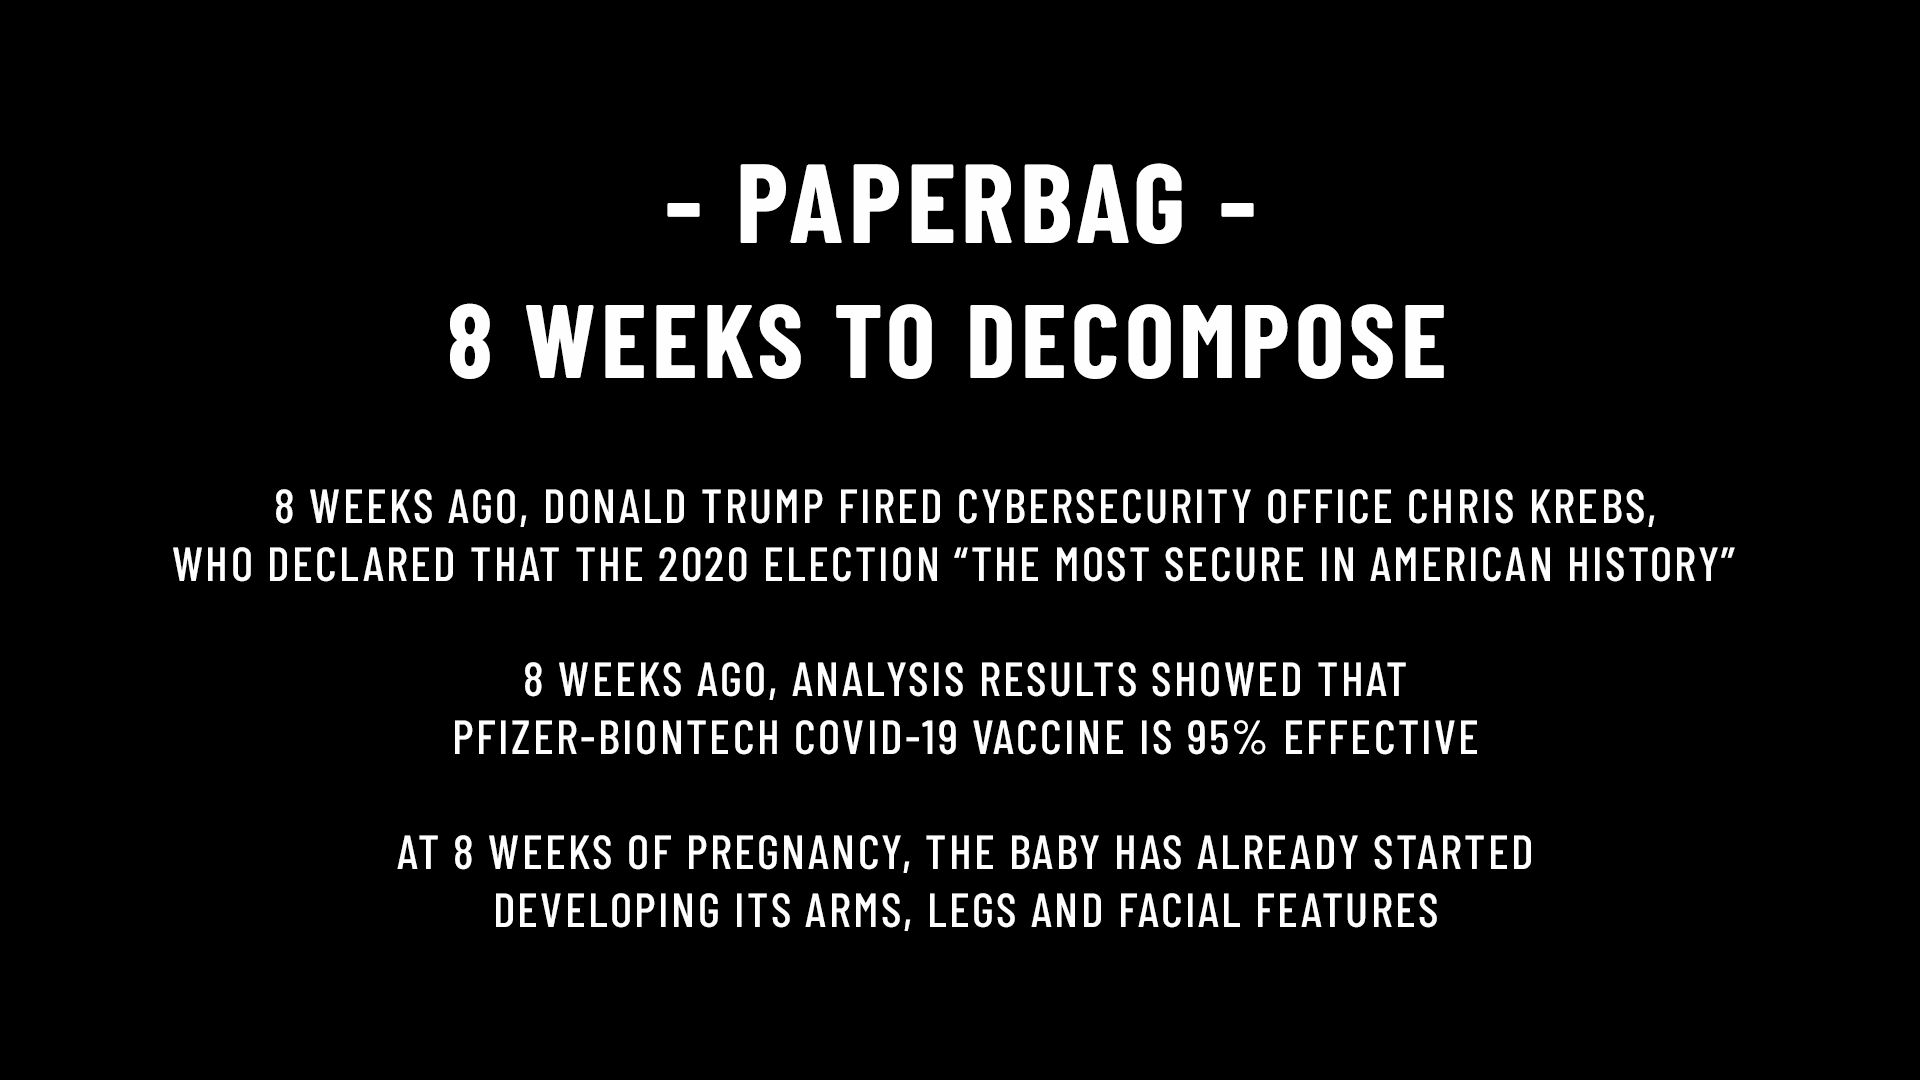 - PAPERBAG -
8 WEEKS TO DECOMPOSE
8 WEEKS AGO, DONALD TRUMP FIRED CYBERSECURITY OFFICE CHRIS KREBS,
WHO DECLARED THAT THE 2020 ELECTION “THE MOST SECURE IN AMERICAN HISTORY”
8 WEEKS AGO, ANALYSIS RESULTS SHOWED THAT
PFIZER-BIONTECH COVID-19 VACCINE IS 95% EFFECTIVE
AT 8 WEEKS OF PREGNANCY, THE BABY HAS ALREADY STARTED
DEVELOPING ITS ARMS, LEGS AND FACIAL FEATURES